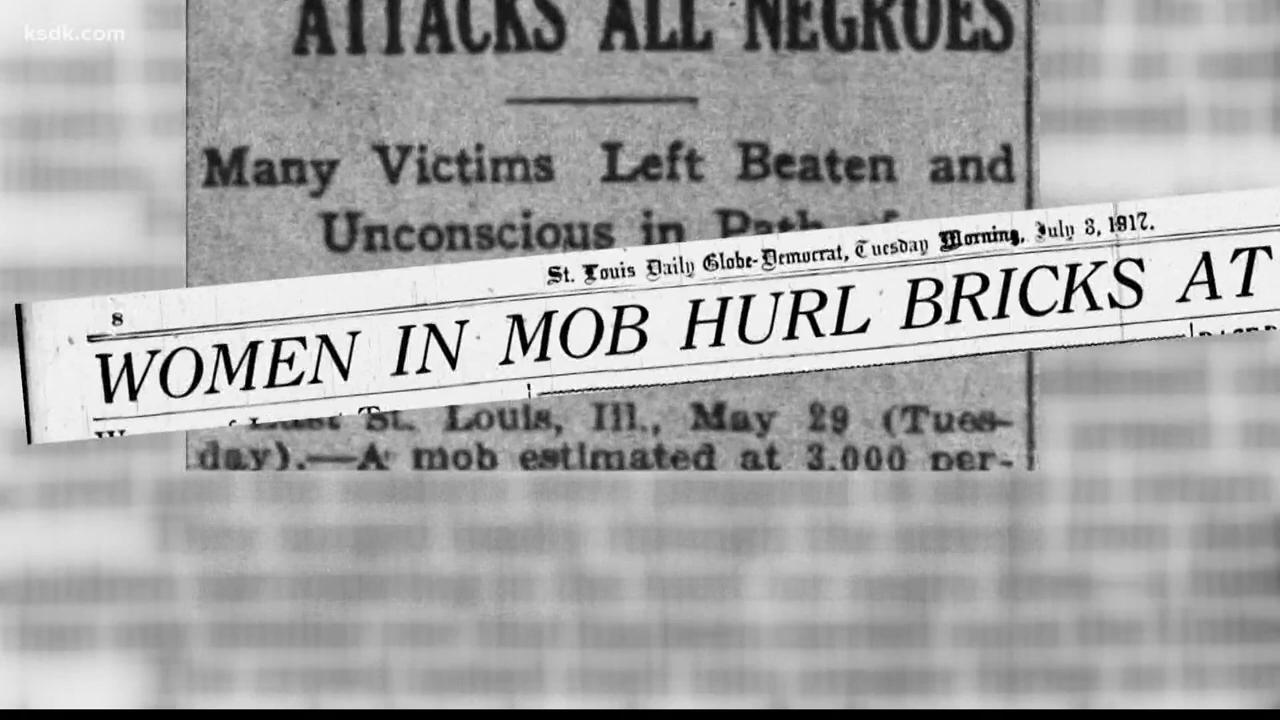 ksdk.com
ATTACKS ALL NEGROES
Many Victims Left Beaten and
Unconscious in Path of
St. Louis Daily Globe-Democrat, Tuesday Morning, July 3, 1917.
8
WOMEN IN MOB HURL BRICKS AT
East St. Louis, Ill., May 29 (Tues-
day).—A mob estimated at 3,000 per-